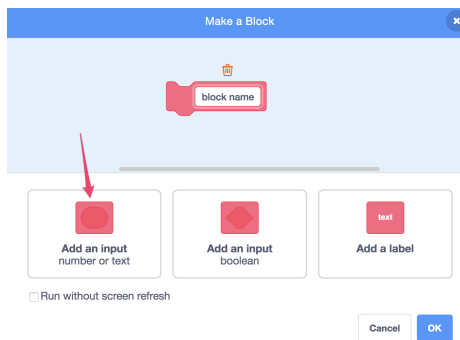 Make a Block
block name
text
Add an input
number or text
Add an input
boolean
Add a label
Run without screen refresh
Cancel
OK